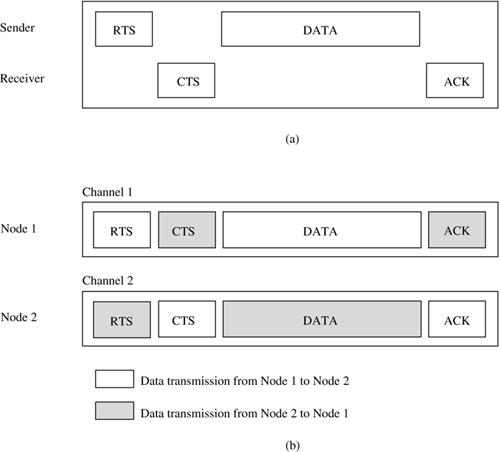 Sender
RTS
DATA
Receiver
CTS
ACK
(a)
Channel 1
Node 1
RTS
CTS
DATA
ACK
Channel 2
Node 2
RTS
CTS
DATA
ACK
Data transmission from Node 1 to Node 2
Data transmission from Node 2 to Node 1
(b)